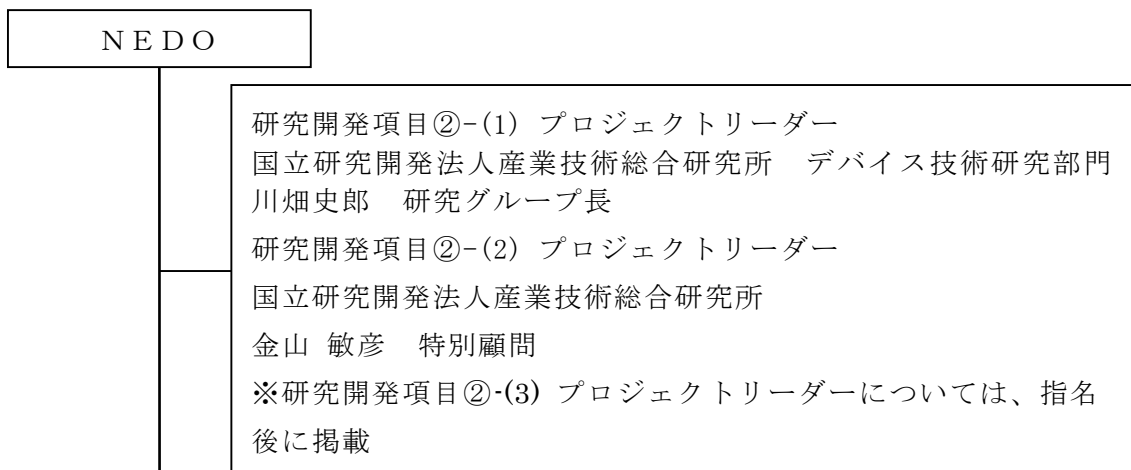 ＮＥＤＯ
研究開発項目②-(1) プロジェクトリーダー
国立研究開発法人産業技術総合研究所　デバイス技術研究部門
川畑史郎　研究グループ長
研究開発項目②-(2) プロジェクトリーダー
国立研究開発法人産業技術総合研究所
金山 敏彦　特別顧問
※研究開発項目②-(3) プロジェクトリーダーについては、指名
後に掲載